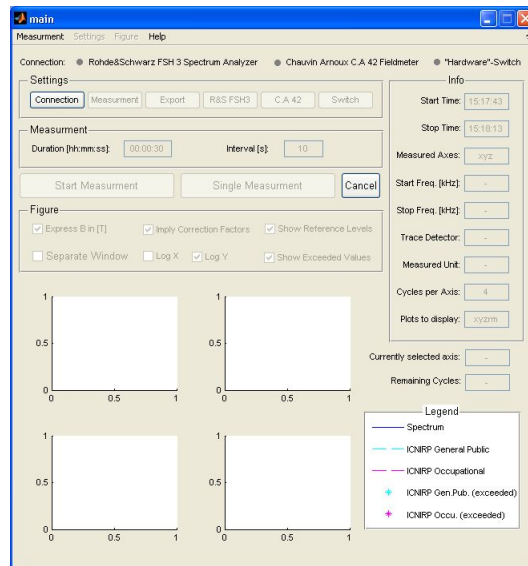 main
Measurment Settings Figure Help
Connection: Rohde&Schwarz FSH 3 Spectrum Analyzer Chauvin Arnoux C.A 42 Fieldmeter "Hardware"-Switch
Settings
Connection Measurment Export R&S FSH3 C.A 42 Switch
Measurment
Duration [hh:mm:ss]: 00:00:30 Interval [s]: 10
Start Measurment Single Measurment Cancel
Figure
Express B in [T] Imply Correction Factors Show Reference Levels
Separate Window Log X Log Y Show Exceeded Values
Info
Start Time: 15:17:43
Stop Time: 15:18:13
Measured Axes: xyz
Start Freq. [kHz]: -
Stop Freq. [kHz]: -
Trace Detector: -
Measured Unit: -
Cycles per Axis: 4
Plots to display: xyzrm
Currently selected axis: -
Remaining Cycles: -
1
0.5
0
0 0.5 1
1
0.5
0
0 0.5 1
1
0.5
0
0 0.5 1
1
0.5
0
0 0.5 1
Legend
Spectrum
ICNIRP General Public
ICNIRP Occupational
ICNIRP Gen.Pub. (exceeded)
ICNIRP Occu. (exceeded)